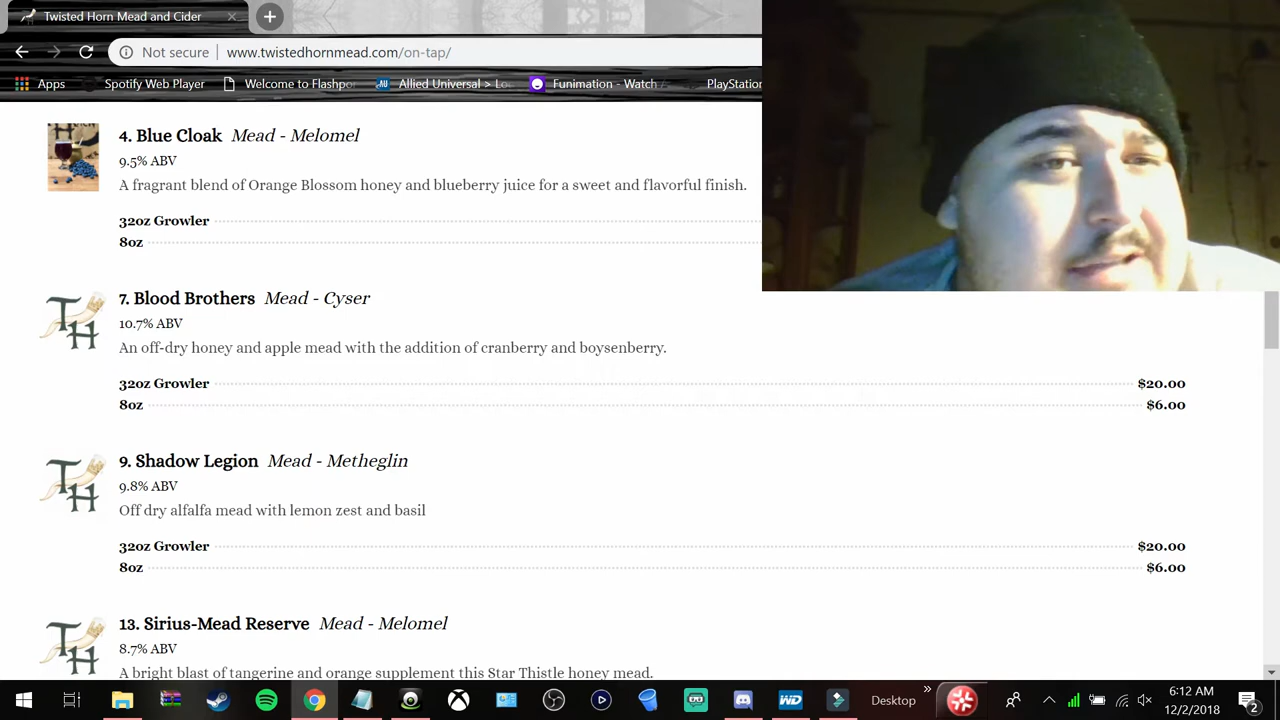 Twisted Horn Mead and Cider
Not secure www.twistedhornmead.com/on-tap/
Apps Spotify Web Player Welcome to Flashp Allied Universal > Lo Funimation - Watch / PlayStation
4. Blue Cloak Mead - Melomel
9.5% ABV
A fragrant blend of Orange Blossom honey and blueberry juice for a sweet and flavorful finish.
32oz Growler
8oz
TH
7. Blood Brothers Mead - Cyser
10.7% ABV
An off-dry honey and apple mead with the addition of cranberry and boysenberry.
32oz Growler $20.00
8oz $6.00
TH
9. Shadow Legion Mead - Metheglin
9.8% ABV
Off dry alfalfa mead with lemon zest and basil
32oz Growler $20.00
8oz $6.00
TH
13. Sirius-Mead Reserve Mead - Melomel
8.7% ABV
A bright blast of tangerine and orange supplement this Star Thistle honey mead.
WD Desktop » 6:12 AM
12/2/2018 2